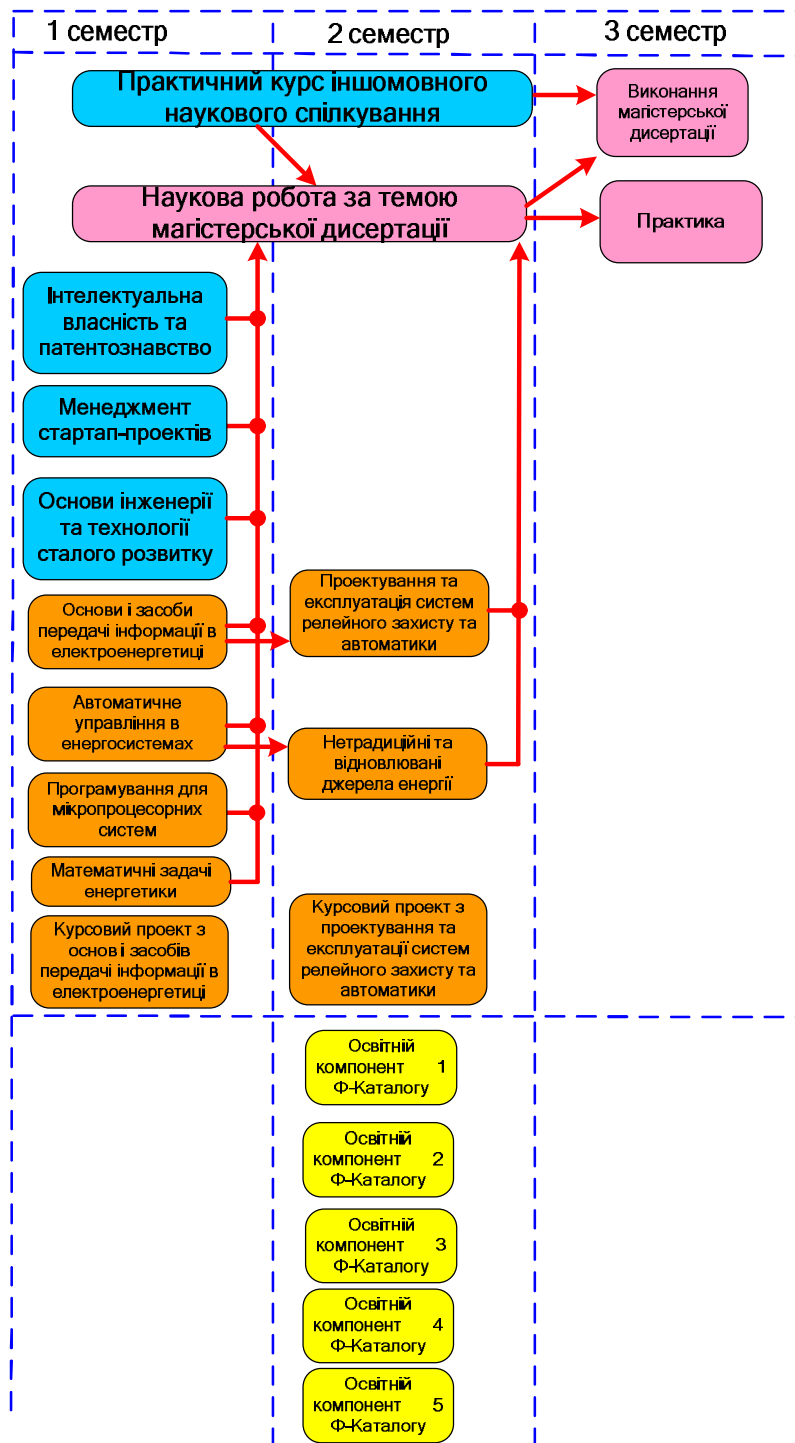 1 семестр
2 семестр
3 семестр
Практичний курс іншомовного
наукового спілкування
Виконання
магістерської
дисертації
Наукова робота за темою
магістерської дисертації
Практика
Інтелектуальна
власність та
патентознавство
Менеджмент
стартап-проектів
Основи інженерії
та технології
сталого розвитку
Основи і засоби
передачі інформації в
електроенергетиці
Проектування та
експлуатація систем
релейного захисту та
автоматики
Автоматичне
управління в
енергосистемах
Нетрадиційні та
відновлювані
джерела енергії
Програмування для
мікропроцесорних
систем
Математичні задачі
енергетики
Курсовий проект з
основ і засобів
передачі інформації в
електроенергетиці
Курсовий проект з
проектування та
експлуатації систем
релейного захисту та
автоматики
Освітній
компонент 1
Ф-Каталогу
Освітній
компонент 2
Ф-Каталогу
Освітній
компонент 3
Ф-Каталогу
Освітній
компонент 4
Ф-Каталогу
Освітній
компонент 5
Ф-Каталогу